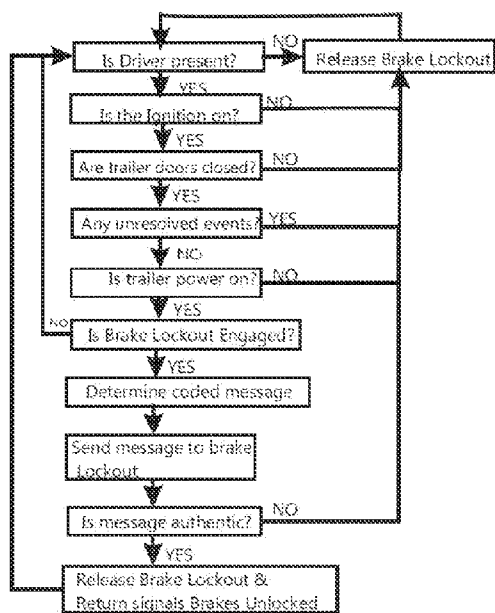 Is Driver present?
NO
Release Brake Lockout
YES
Is the Ignition on?
NO
YES
Are trailer doors closed?
NO
YES
Any unresolved events?
YES
NO
Is trailer power on?
NO
YES
NO
Is Brake Lockout Engaged?
YES
Determine coded message
Send message to brake
Lockout
Is message authentic?
NO
YES
Release Brake Lockout &
Return signals Brakes Unlocked